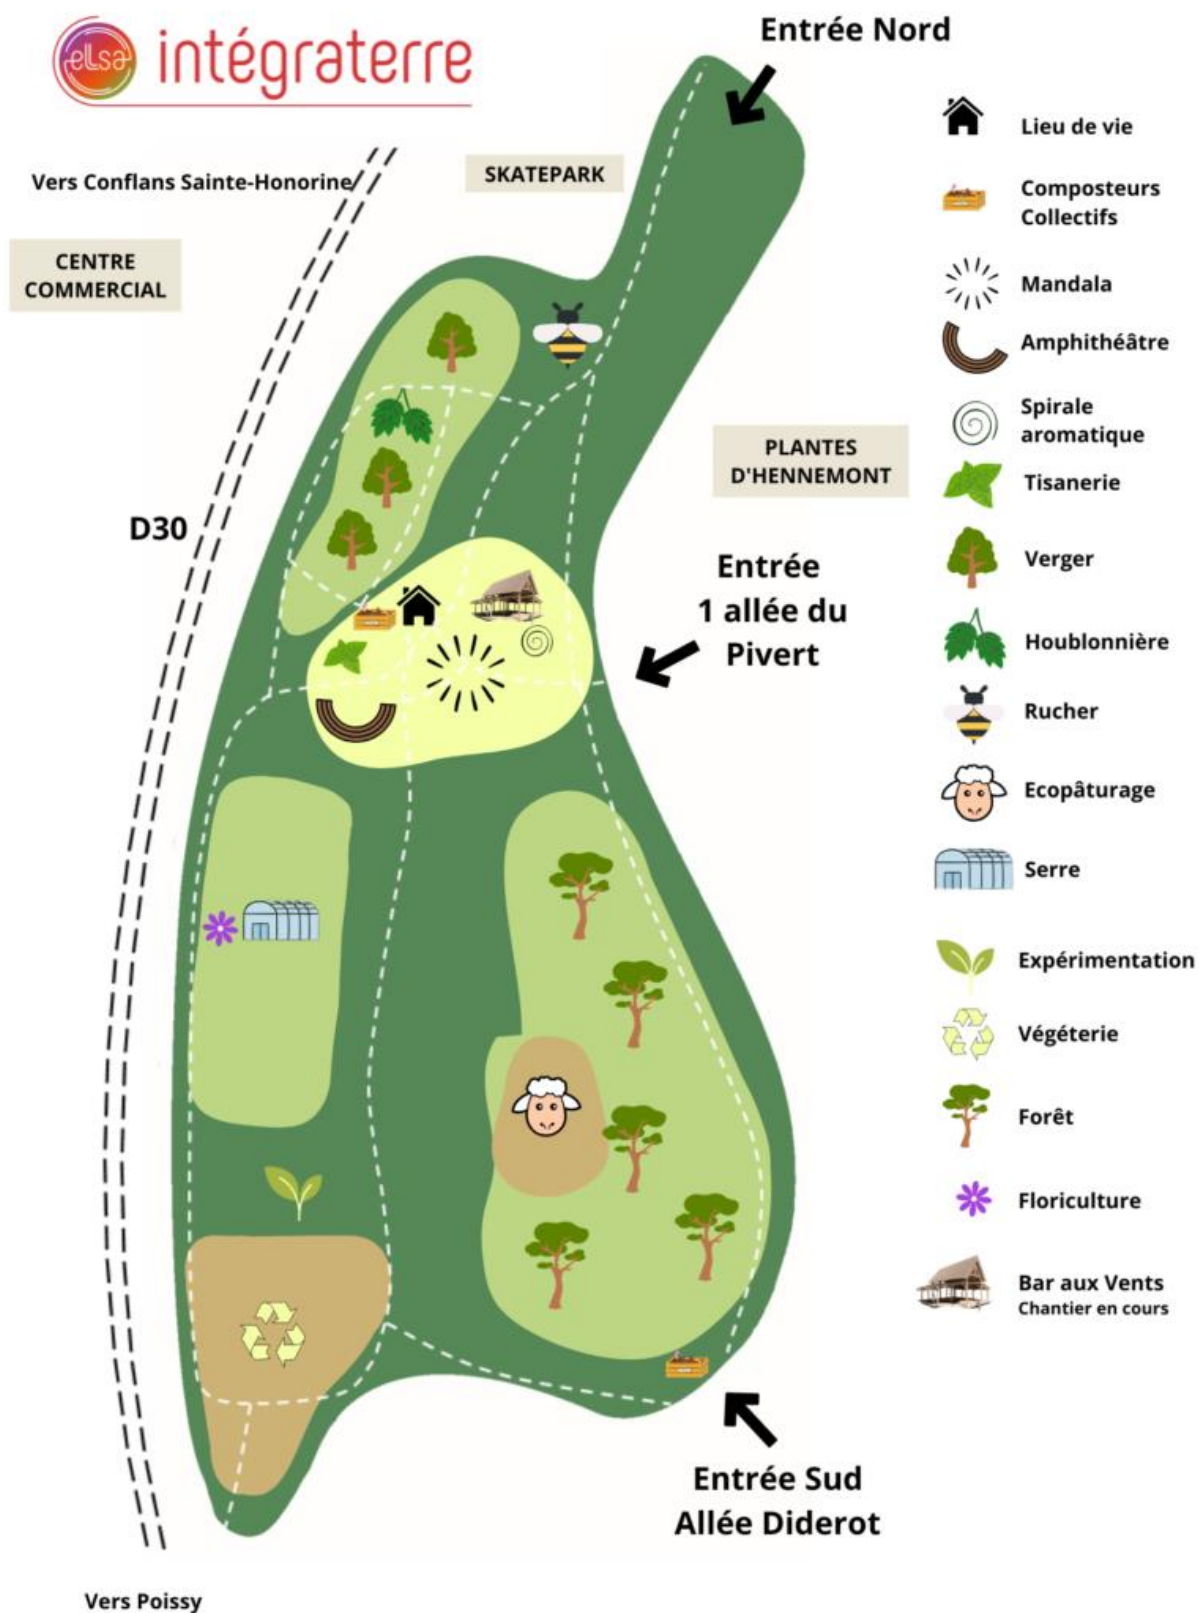 ellsa
intégraterre
Entrée Nord
Vers Conflans Sainte-Honorine
SKATEPARK
CENTRE
COMMERCIAL
PLANTES
D'HENNEMONT
D30
Entrée
1 allée du
Pivert
Entrée Sud
Allée Diderot
Vers Poissy
Lieu de vie
Composteurs
Collectifs
Mandala
Amphithéâtre
Spirale
aromatique
Tisanerie
Verger
Houblonnière
Rucher
Ecopâturage
Serre
Expérimentation
Végéterie
Forêt
Floriculture
Bar aux Vents
Chantier en cours